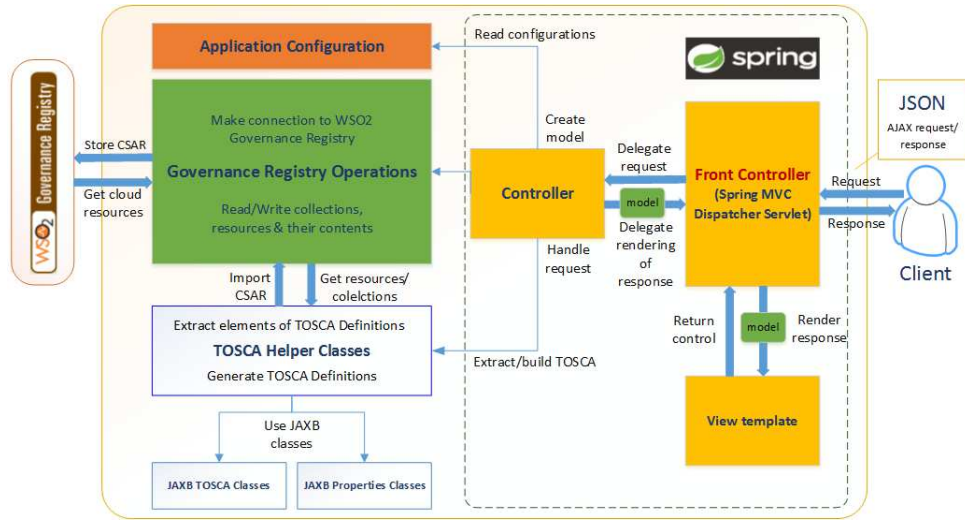 Application Configuration
Read configurations
spring
WSO2 Governance Registry
Store CSAR
Get cloud
resources
Make connection to WSO2
Governance Registry
Governance Registry Operations
Read/Write collections,
resources & their contents
Create
model
Controller
Handle
request
Delegate
request
model
Delegate
rendering
of
response
Front Controller
(Spring MVC
Dispatcher Servlet)
JSON
AJAX request/
response
Request
Response
Client
Import
CSAR
Get resources/
colelctions
Extract elements of TOSCA Definitions
TOSCA Helper Classes
Generate TOSCA Definitions
Extract/build TOSCA
Return
control
model
Render
response
View template
Use JAXB
classes
JAXB TOSCA Classes
JAXB Properties Classes